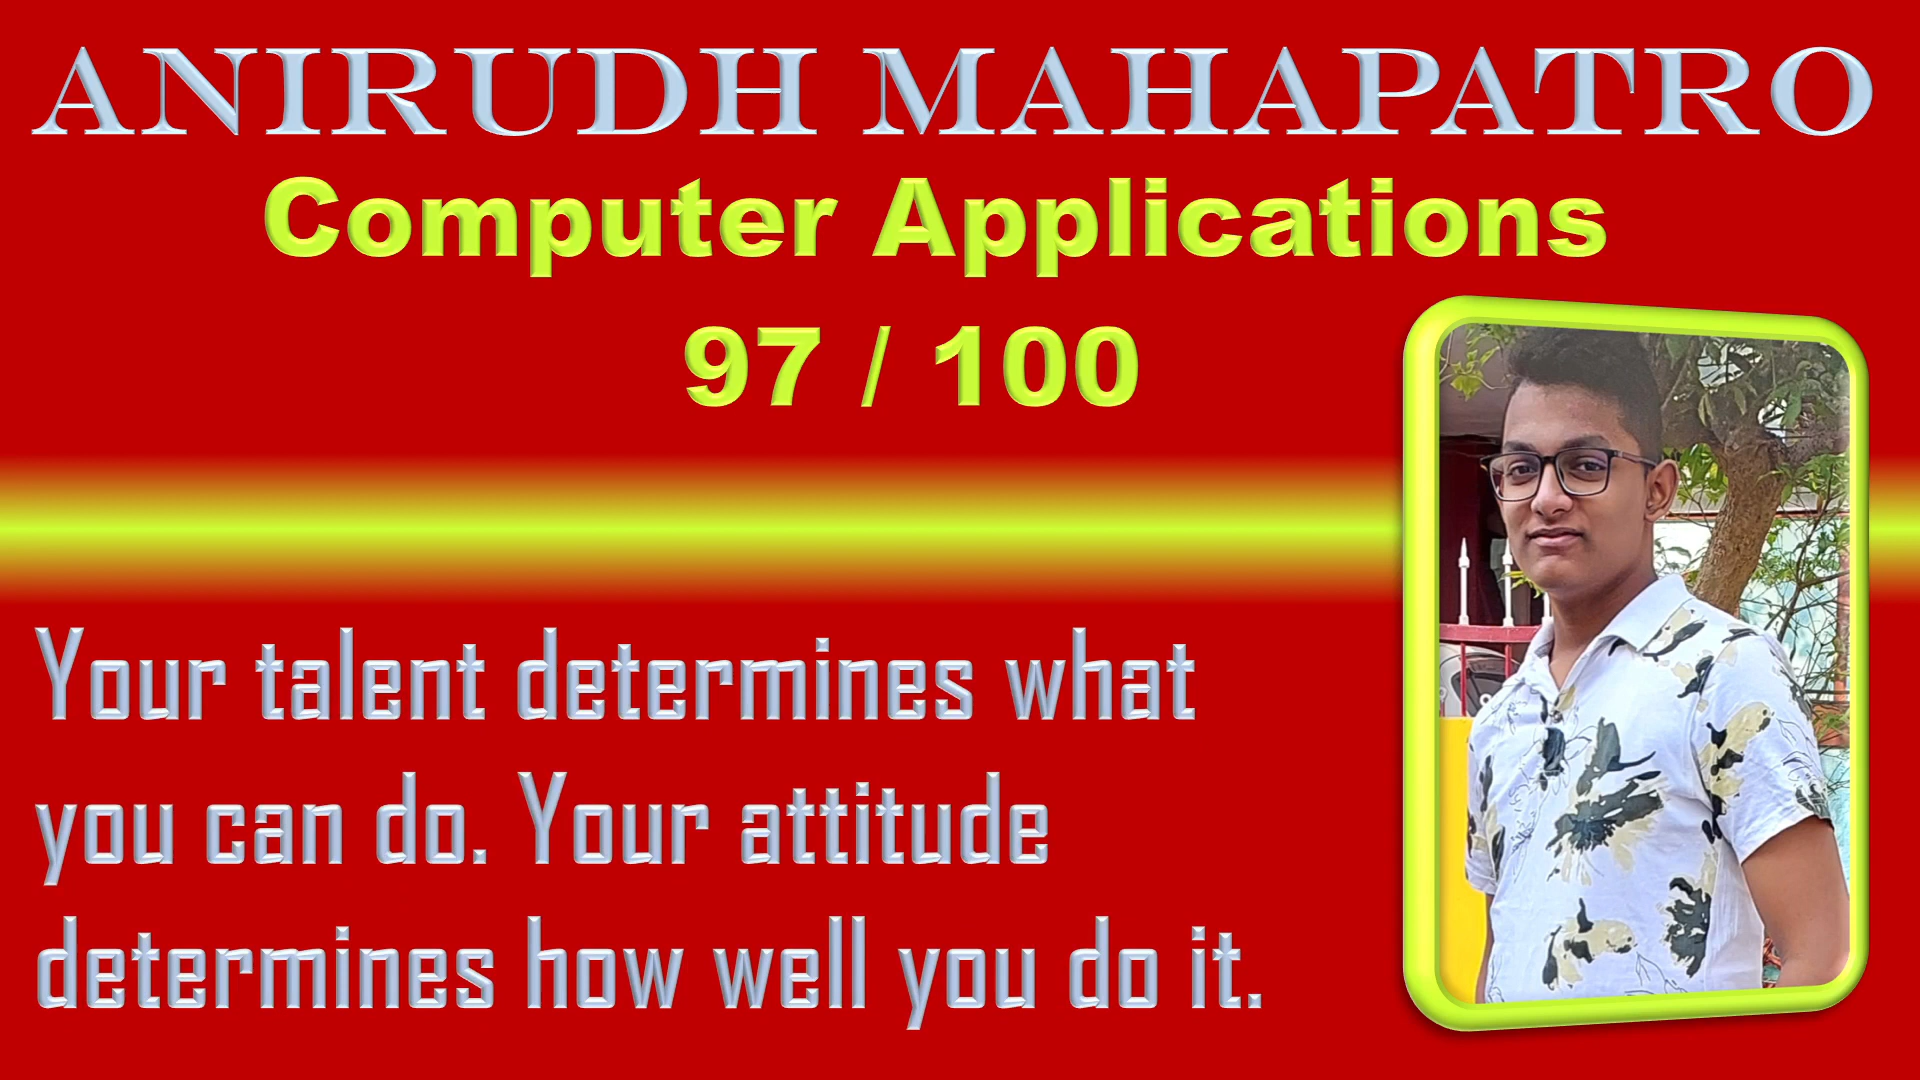 ANIRUDH MAHAPATRO
Computer Applications
97 / 100
Your talent determines what
you can do. Your attitude
determines how well you do it.